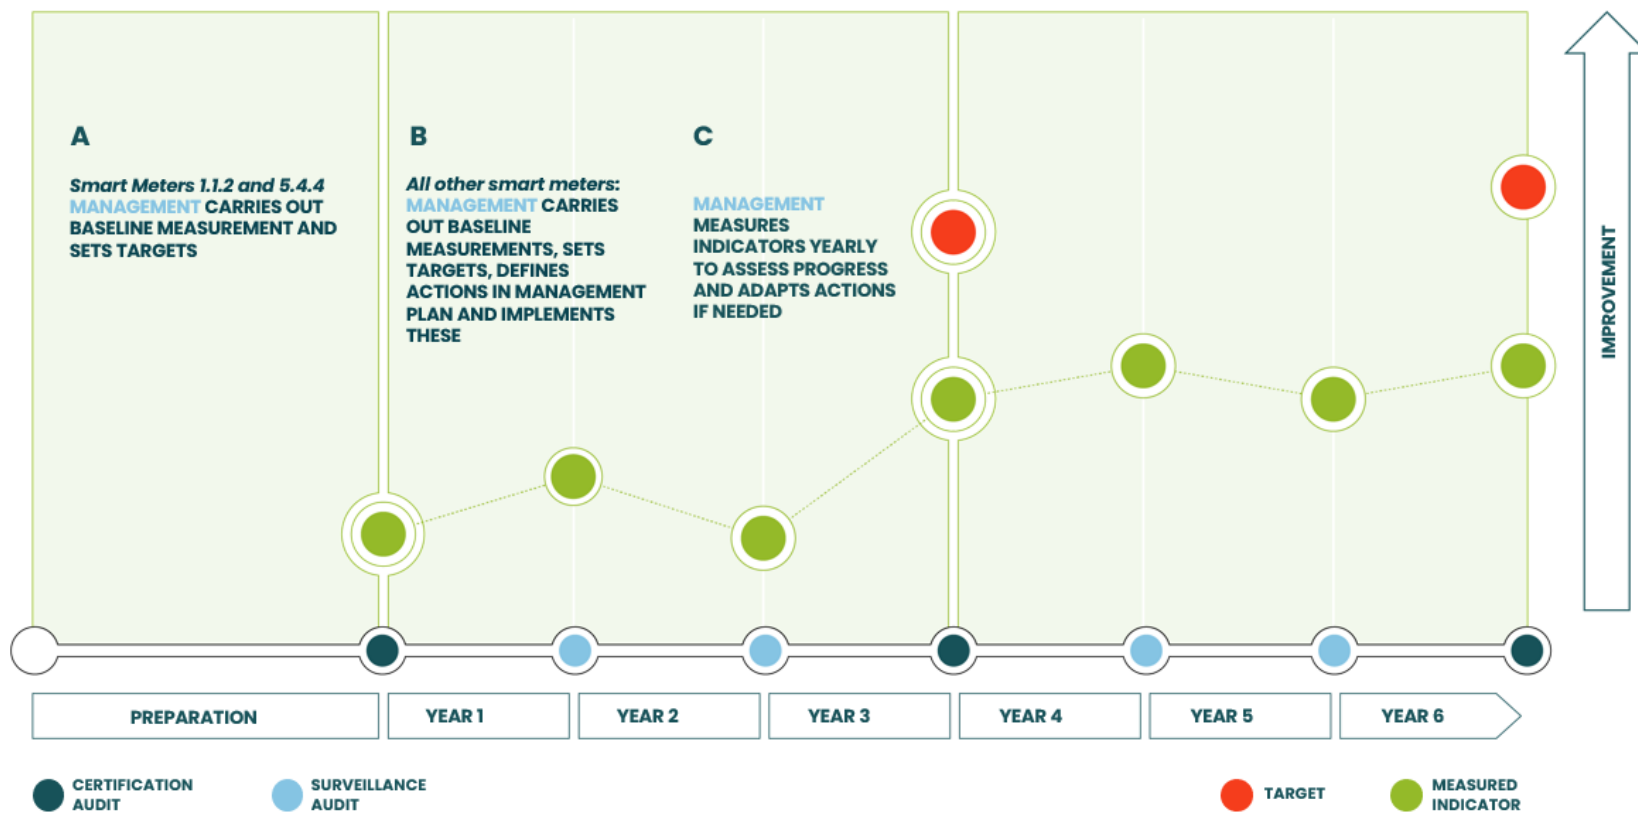 A
Smart Meters 1.1.2 and 5.4.4
MANAGEMENT CARRIES OUT
BASELINE MEASUREMENT AND
SETS TARGETS
B
All other smart meters:
MANAGEMENT CARRIES
OUT BASELINE
MEASUREMENTS, SETS
TARGETS, DEFINES
ACTIONS IN MANAGEMENT
PLAN AND IMPLEMENTS
THESE
C
MANAGEMENT
MEASURES
INDICATORS YEARLY
TO ASSESS PROGRESS
AND ADAPTS ACTIONS
IF NEEDED
IMPROVEMENT
PREPARATION
YEAR 1
YEAR 2
YEAR 3
YEAR 4
YEAR 5
YEAR 6
CERTIFICATION
AUDIT
SURVEILLANCE
AUDIT
TARGET
MEASURED
INDICATOR